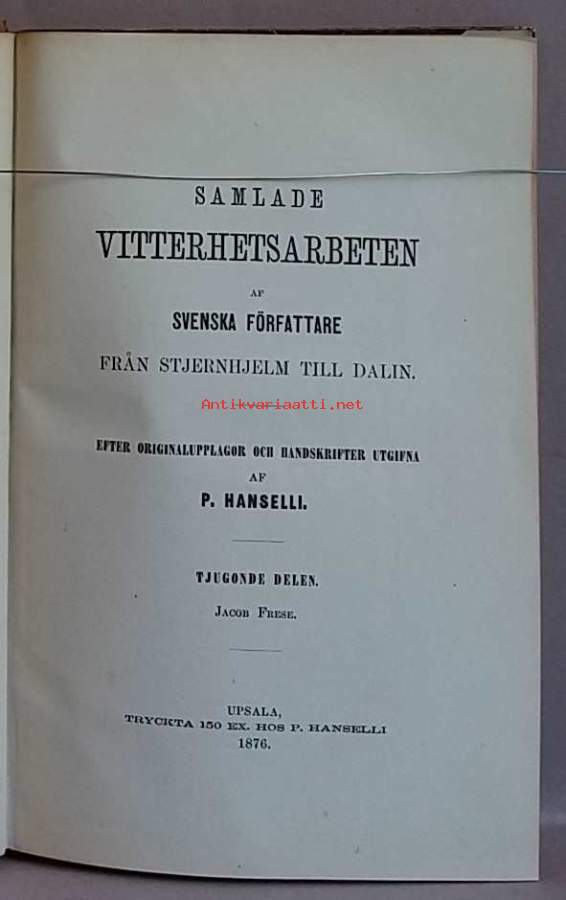 SAMLADE
VITTERHETSARBETEN
AF
SVENSKA FÖRFATTARE
FRÅN STJERNHJELM TILL DALIN.
Antikvariaatti.net
EFTER ORIGINALUPPLAGOR OCH HANDSKRIFTER UTGIFNA
AF
P. HANSELLI.
TJUGONDE DELEN.
JACOB FRESE.
UPSALA,
TRYCKTA 150 EX. HOS P. HANSELLI
1876.